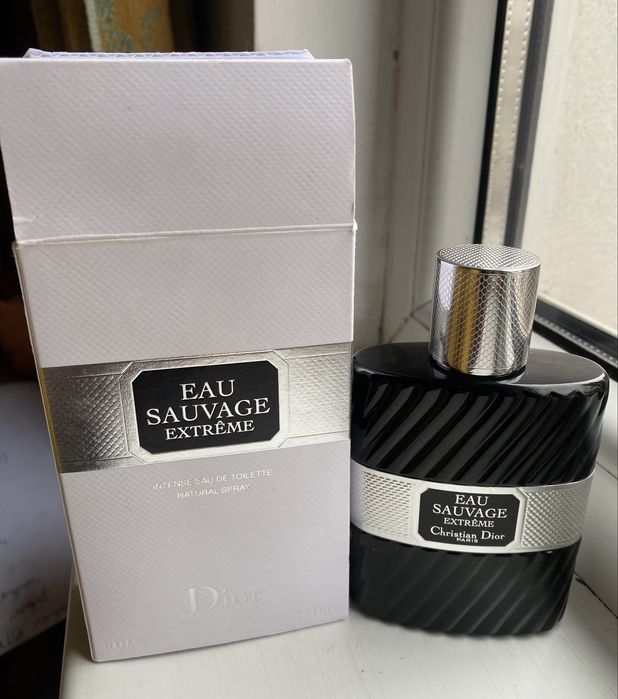 EAU
SAUVAGE
EXTRÊME
INTENSE EAU DE TOILETTE
NATURAL SPRAY
Dior
EAU
SAUVAGE
EXTRÊME
Christian Dior
PARIS